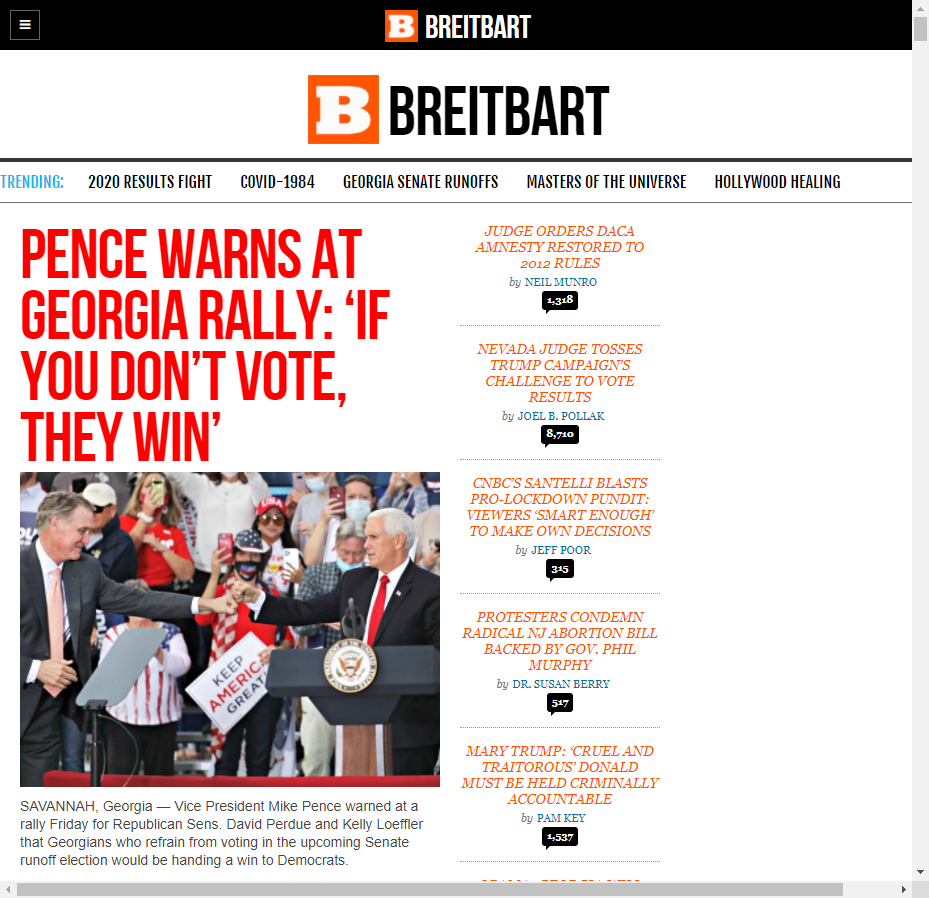 BREITBART
B BREITBART
TRENDING: 2020 RESULTS FIGHT COVID-1984 GEORGIA SENATE RUNOFFS MASTERS OF THE UNIVERSE HOLLYWOOD HEALING
PENCE WARNS AT
GEORGIA RALLY: ‘IF
YOU DON’T VOTE,
THEY WIN’
USA
KEEP
AMERICA
GREAT
SAVANNAH, Georgia — Vice President Mike Pence warned at a
rally Friday for Republican Sens. David Perdue and Kelly Loeffler
that Georgians who refrain from voting in the upcoming Senate
runoff election would be handing a win to Democrats.
JUDGE ORDERS DACA
AMNESTY RESTORED TO
2012 RULES
by NEIL MUNRO
1,318
NEVADA JUDGE TOSSES
TRUMP CAMPAIGN’S
CHALLENGE TO VOTE
RESULTS
by JOEL B. POLLAK
8,710
CNBC’S SANTELLI BLASTS
PRO-LOCKDOWN PUNDIT:
VIEWERS ‘SMART ENOUGH’
TO MAKE OWN DECISIONS
by JEFF POOR
315
PROTESTERS CONDEMN
RADICAL NJ ABORTION BILL
BACKED BY GOV. PHIL
MURPHY
by DR. SUSAN BERRY
517
MARY TRUMP: ‘CRUEL AND
TRAITOROUS’ DONALD
MUST BE HELD CRIMINALLY
ACCOUNTABLE
by PAM KEY
1,537